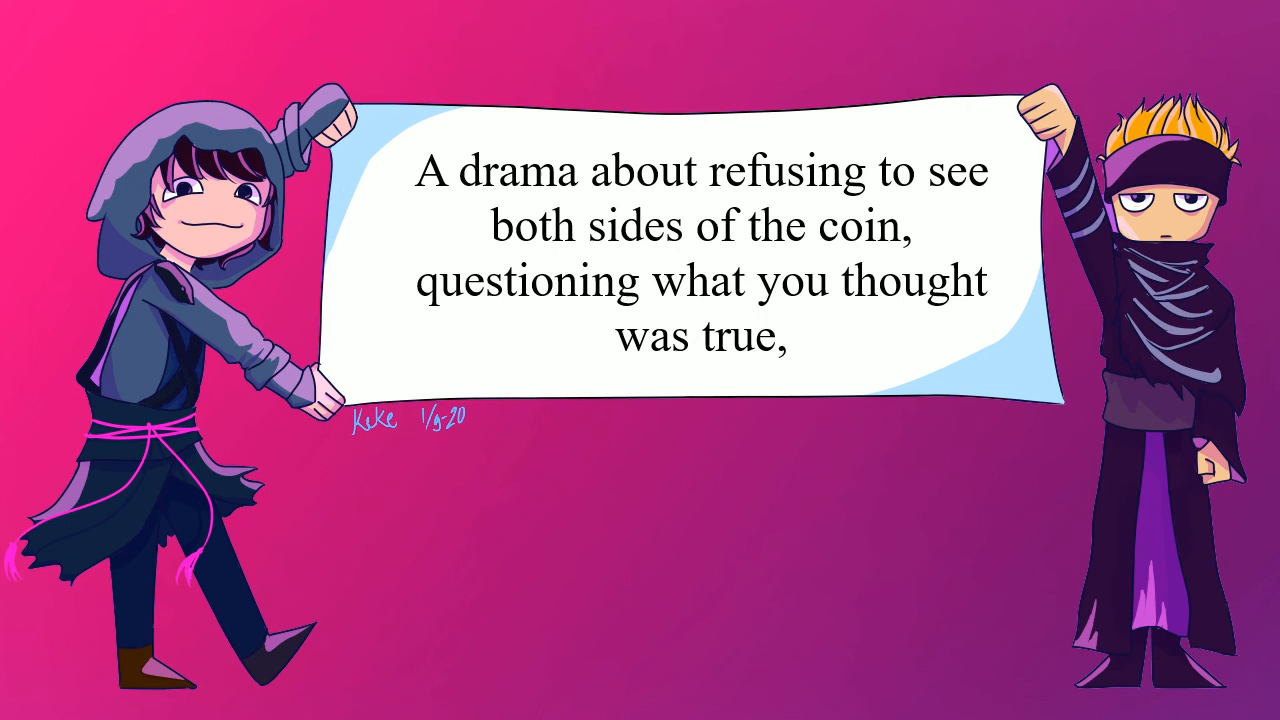 A drama about refusing to see
both sides of the coin,
questioning what you thought
was true,
KeKe 1/9-20